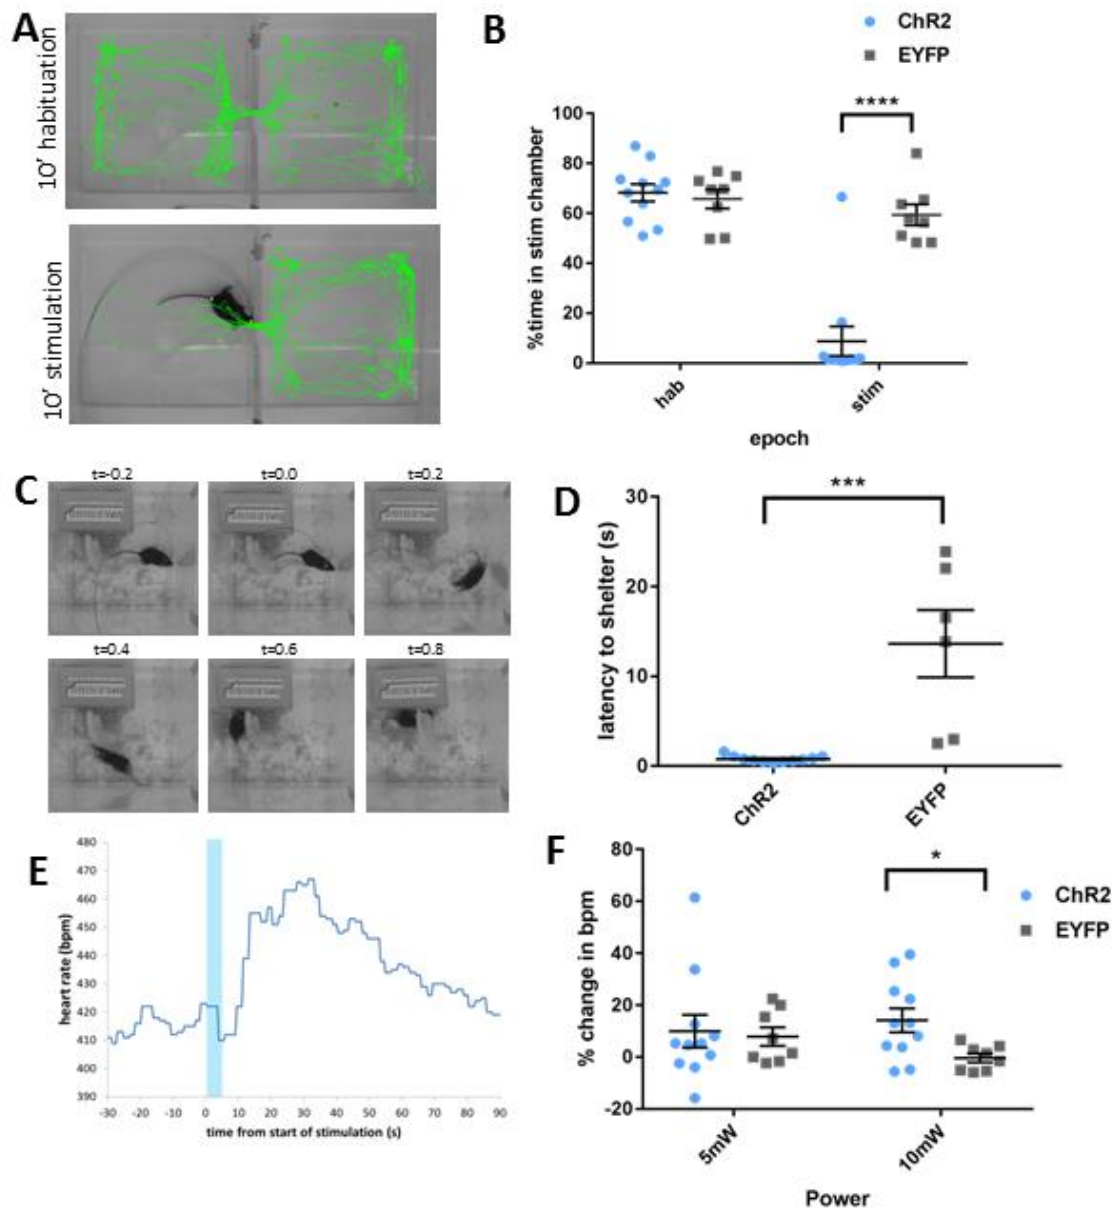 A
10' habituation
10' stimulation
B
ChR2
EYFP
****
%time in stim chamber
100
80
60
40
20
0
hab
stim
epoch
C
t=-0.2
t=0.0
t=0.2
t=0.4
t=0.6
t=0.8
D
***
latency to shelter (s)
30
20
10
0
ChR2
EYFP
E
heart rate (bpm)
480
470
460
450
440
430
420
410
400
390
-30 -20 -10 0 10 20 30 40 50 60 70 80 90
time from start of stimulation (s)
F
*
ChR2
EYFP
% change in bpm
80
60
40
20
0
-20
5mW
10mW
Power